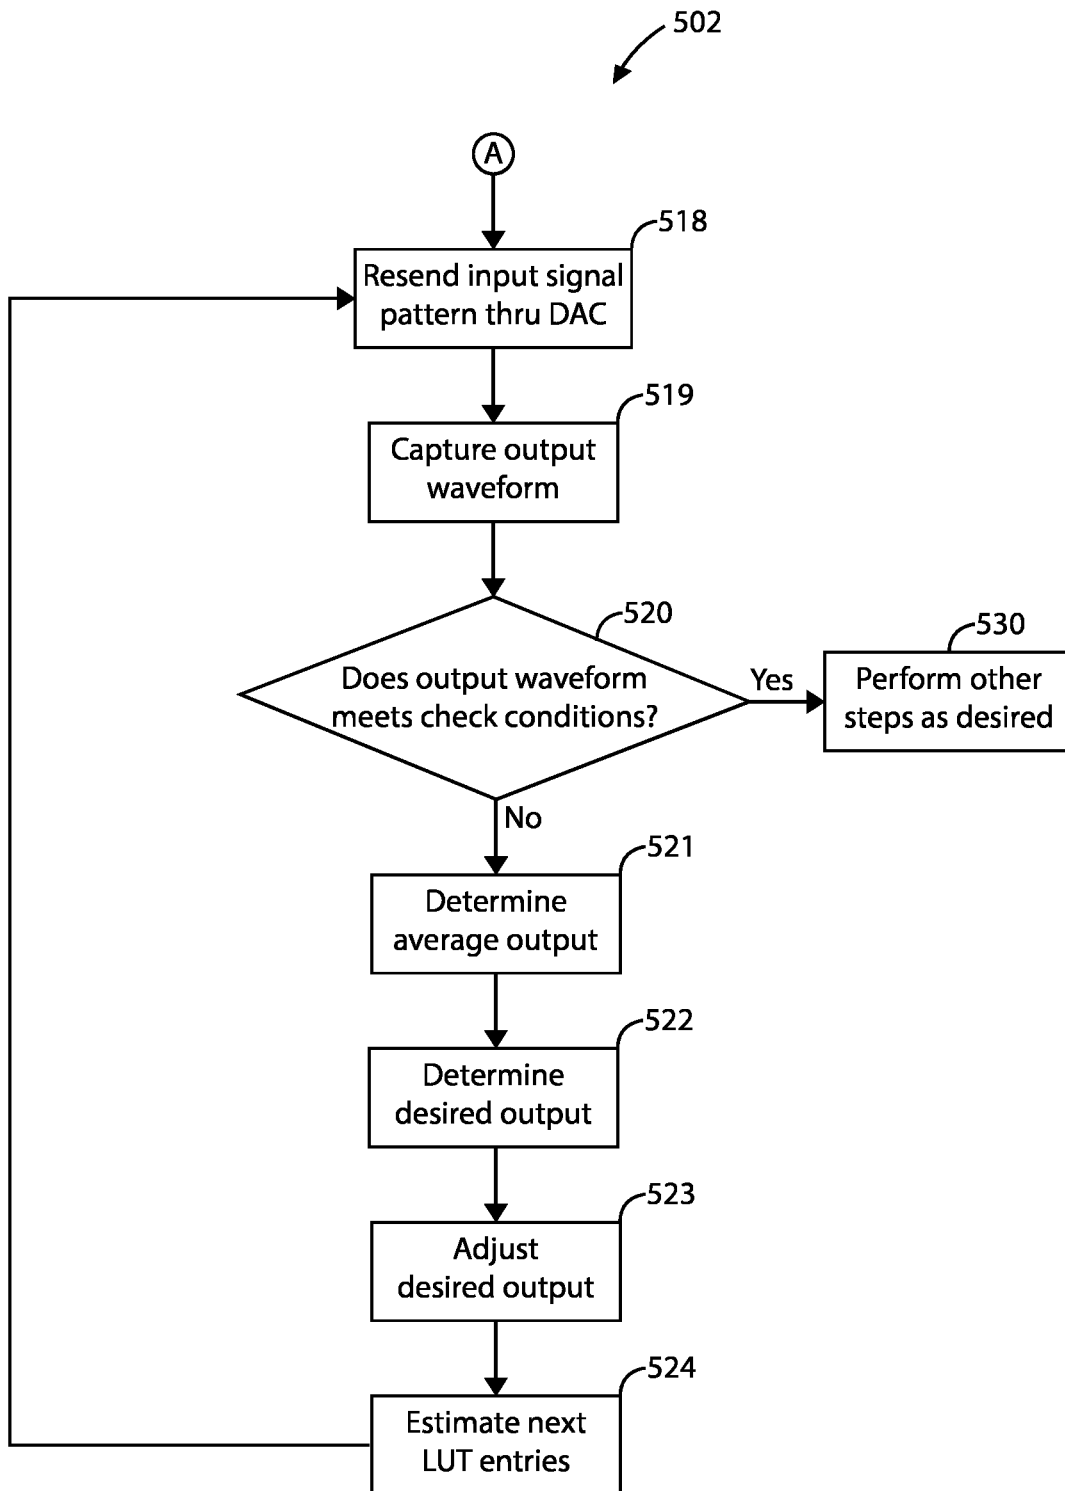 502
A
518
Resend input signal
pattern thru DAC
519
Capture output
waveform
520
Does output waveform
meets check conditions?
Yes
530
Perform other
steps as desired
No
521
Determine
average output
522
Determine
desired output
523
Adjust
desired output
524
Estimate next
LUT entries